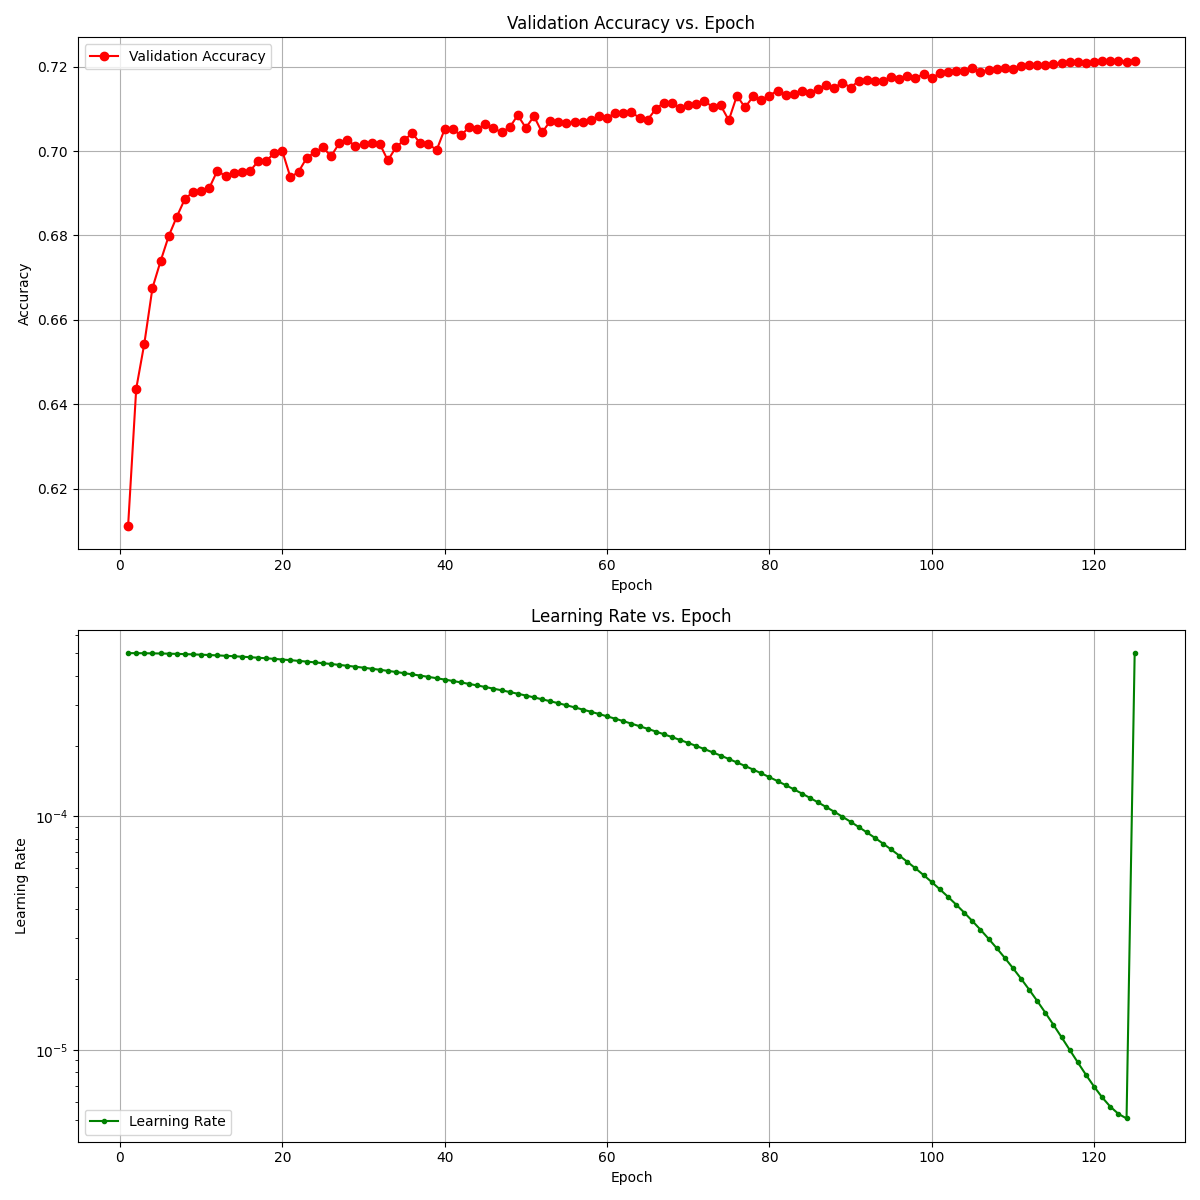 Validation Accuracy vs. Epoch
Validation Accuracy
0.72
0.70
0.68
0.66
0.64
0.62
Accuracy
0 20 40 60 80 100 120
Epoch
Learning Rate vs. Epoch
10⁻⁴
10⁻⁵
Learning Rate
Learning Rate
0 20 40 60 80 100 120
Epoch